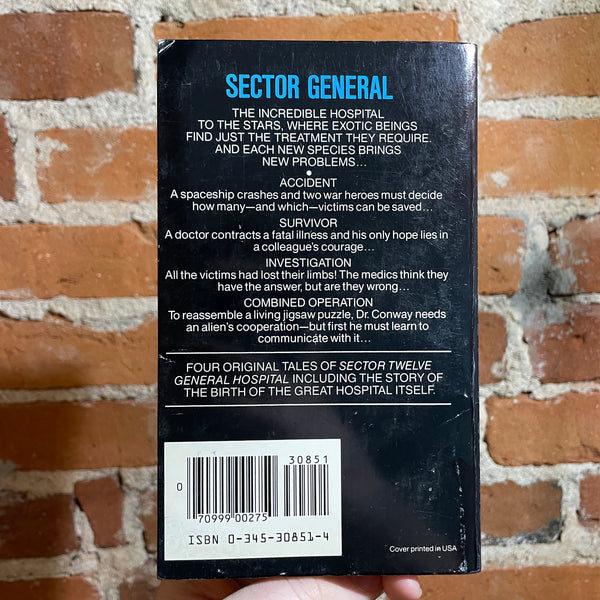 SECTOR GENERAL
THE INCREDIBLE HOSPITAL
TO THE STARS, WHERE EXOTIC BEINGS
FIND JUST THE TREATMENT THEY REQUIRE.
AND EACH NEW SPECIES BRINGS
NEW PROBLEMS...
•
ACCIDENT
A spaceship crashes and two war heroes must decide
how many—and which—victims can be saved...
SURVIVOR
A doctor contracts a fatal illness and his only hope lies in
a colleague's courage...
INVESTIGATION
All the victims had lost their limbs! The medics think they
have the answer, but are they wrong...
COMBINED OPERATION
To reassemble a living jigsaw puzzle, Dr. Conway needs
an alien's cooperation—but first he must learn to
communicate with it...
FOUR ORIGINAL TALES OF SECTOR TWELVE
GENERAL HOSPITAL INCLUDING THE STORY OF
THE BIRTH OF THE GREAT HOSPITAL ITSELF.
30851
0
70999 00275
ISBN 0-345-30851-4
Cover printed in USA